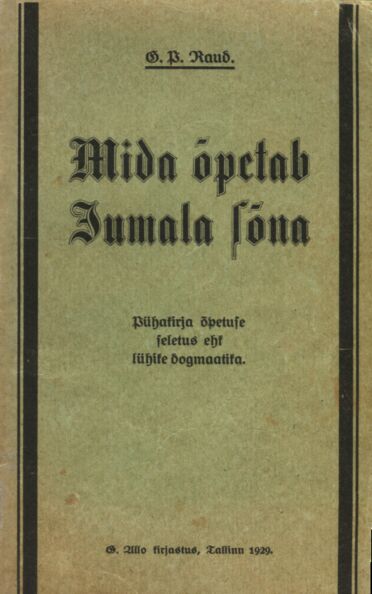 G. P. Raud.
Mida õpetab
Jumala ſõna
Pühakirja õpetuſe
ſeletus ehk
lühike dogmaatika.
G. Allo kirjastus, Tallinn 1929.